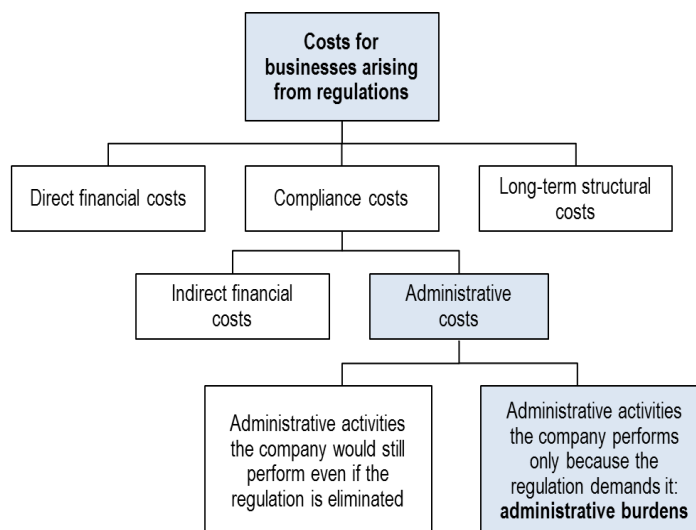 Costs for
businesses arising
from regulations
Direct financial costs
Compliance costs
Long-term structural
costs
Indirect financial
costs
Administrative
costs
Administrative activities
the company would still
perform even if the
regulation is eliminated
Administrative activities
the company performs
only because the
regulation demands it:
administrative burdens